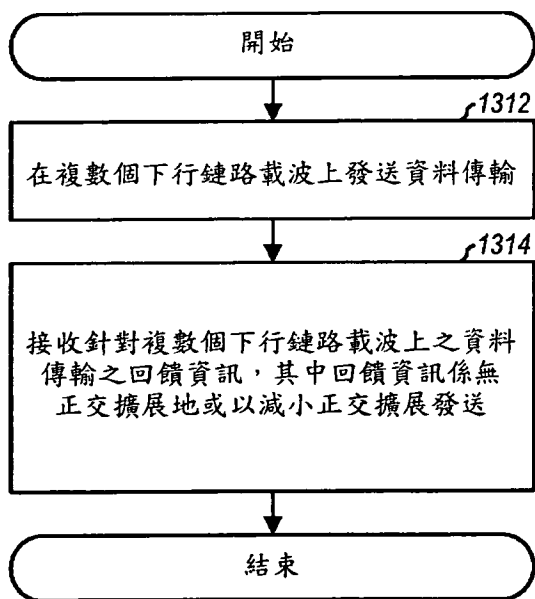 開始
1312
在複數個下行鏈路載波上發送資料傳輸
1314
接收針對複數個下行鏈路載波上之資料
傳輸之回饋資訊，其中回饋資訊係無
正交擴展地或以減小正交擴展發送
結束